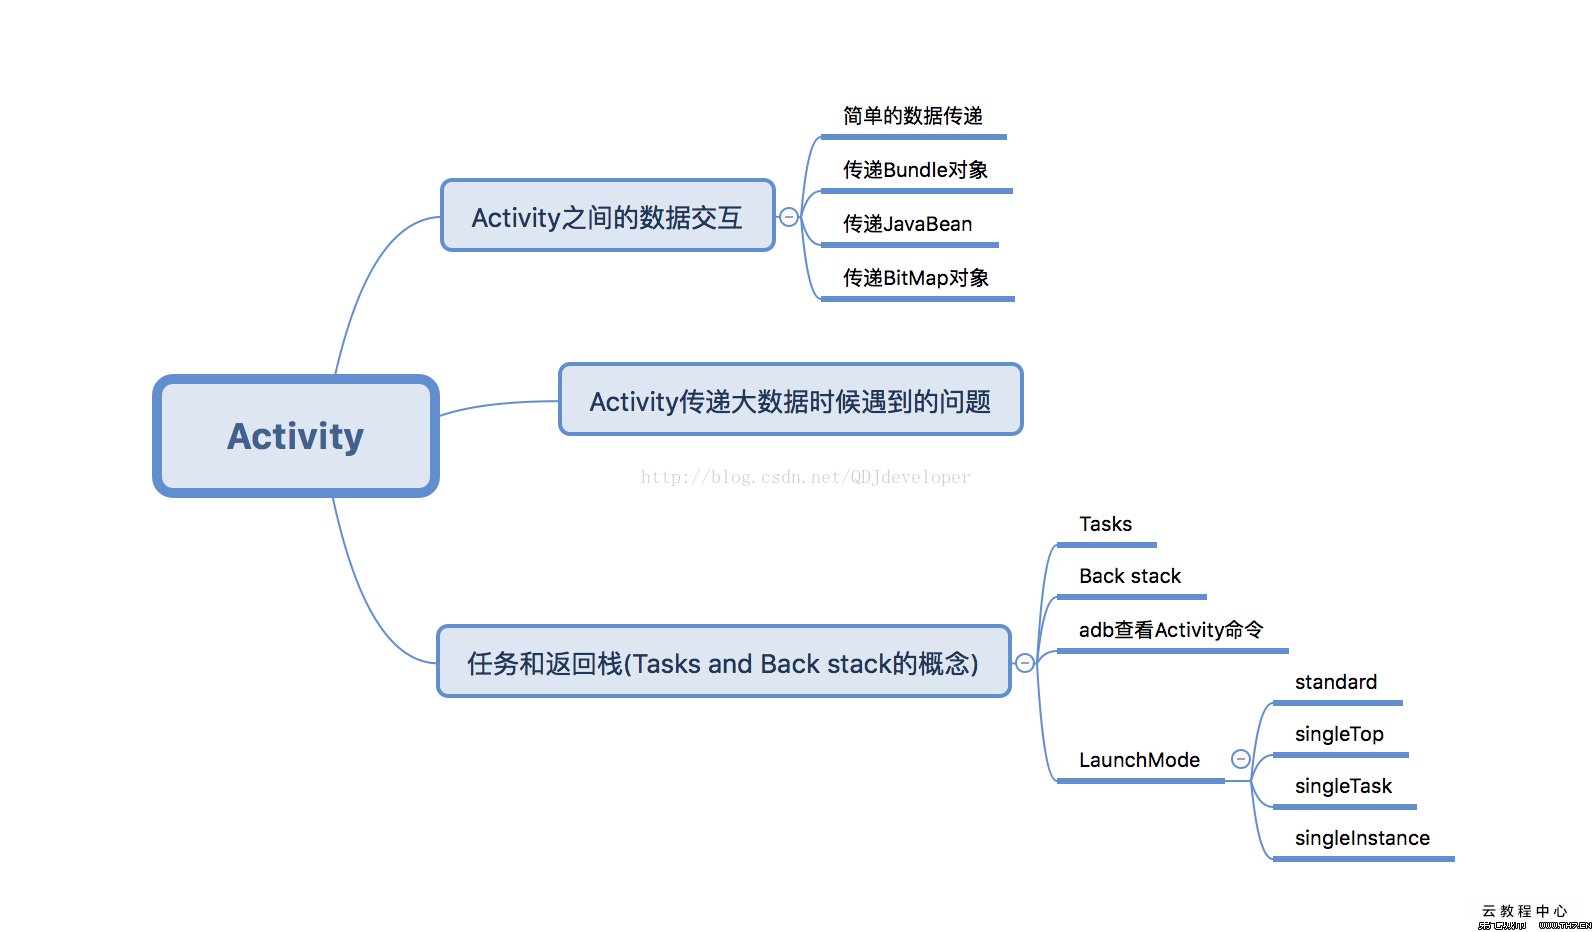 Activity
Activity之间的数据交互
简单的数据传递
传递Bundle对象
传递JavaBean
传递BitMap对象
Activity传递大数据时候遇到的问题
http://blog.csdn.net/QDJdeveloper
任务和返回栈(Tasks and Back stack的概念)
Tasks
Back stack
adb查看Activity命令
LaunchMode
standard
singleTop
singleTask
singleInstance
云教程中心
WWW.TH7.CN